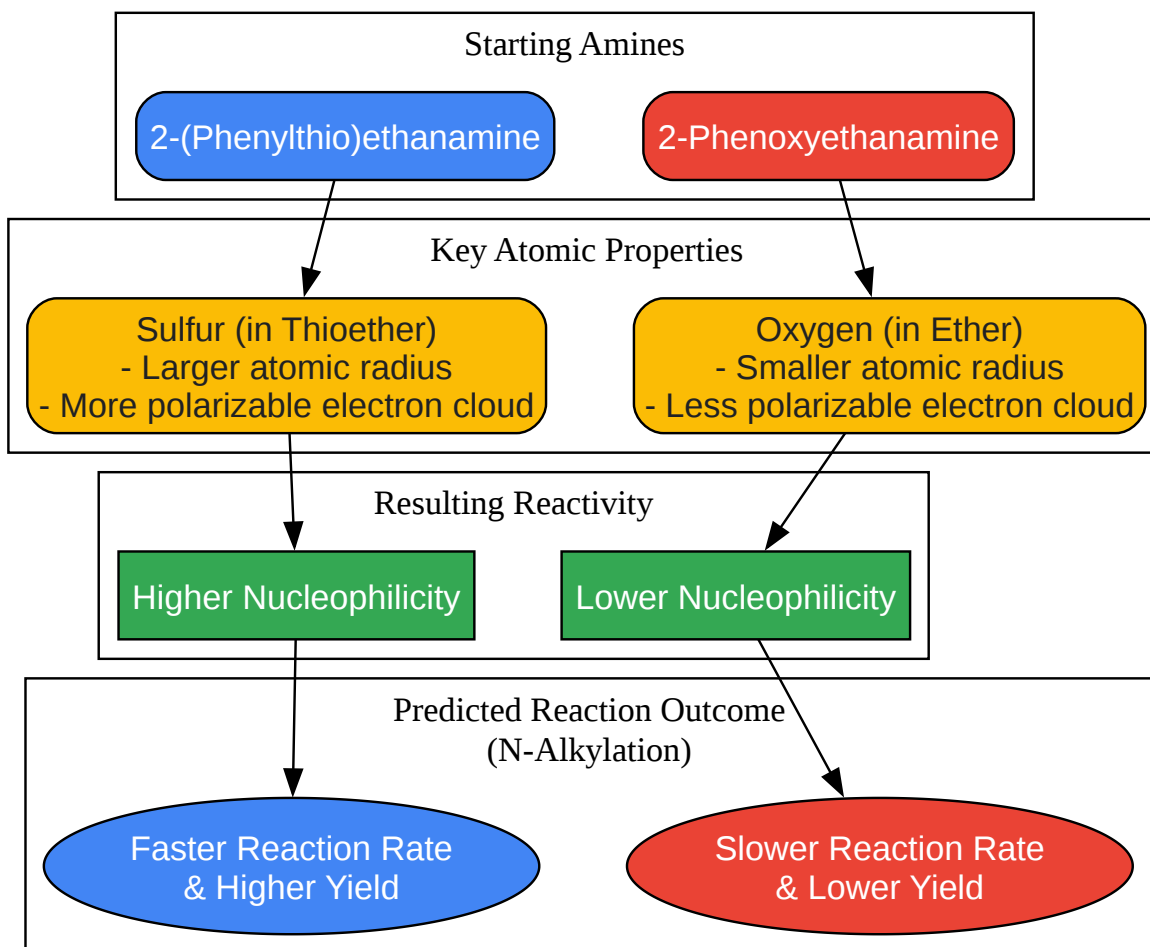 Starting Amines
2-(Phenylthio)ethanamine
2-Phenoxyethanamine
Key Atomic Properties
Sulfur (in Thioether)
- Larger atomic radius
- More polarizable electron cloud
Oxygen (in Ether)
- Smaller atomic radius
- Less polarizable electron cloud
Resulting Reactivity
Higher Nucleophilicity
Lower Nucleophilicity
Predicted Reaction Outcome
(N-Alkylation)
Faster Reaction Rate
& Higher Yield
Slower Reaction Rate
& Lower Yield